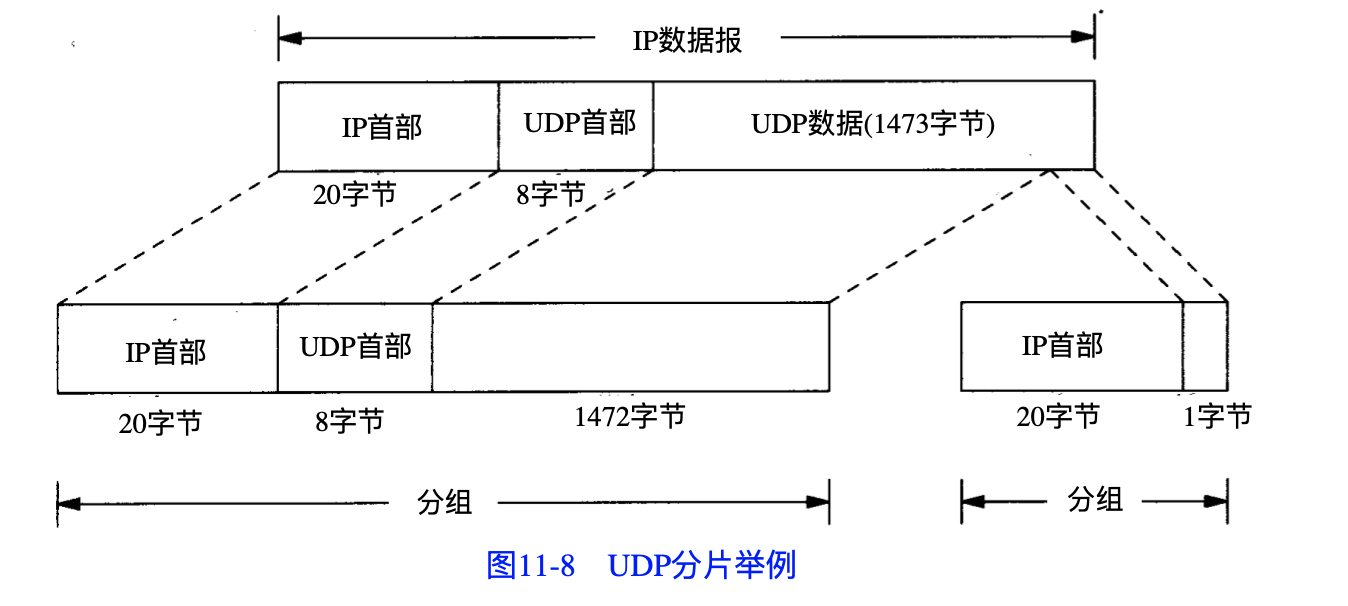 IP数据报
IP首部
UDP首部
UDP数据(1473字节)
20字节
8字节
IP首部
UDP首部
IP首部
20字节
8字节
1472字节
20字节
1字节
分组
分组
图11-8 UDP分片举例